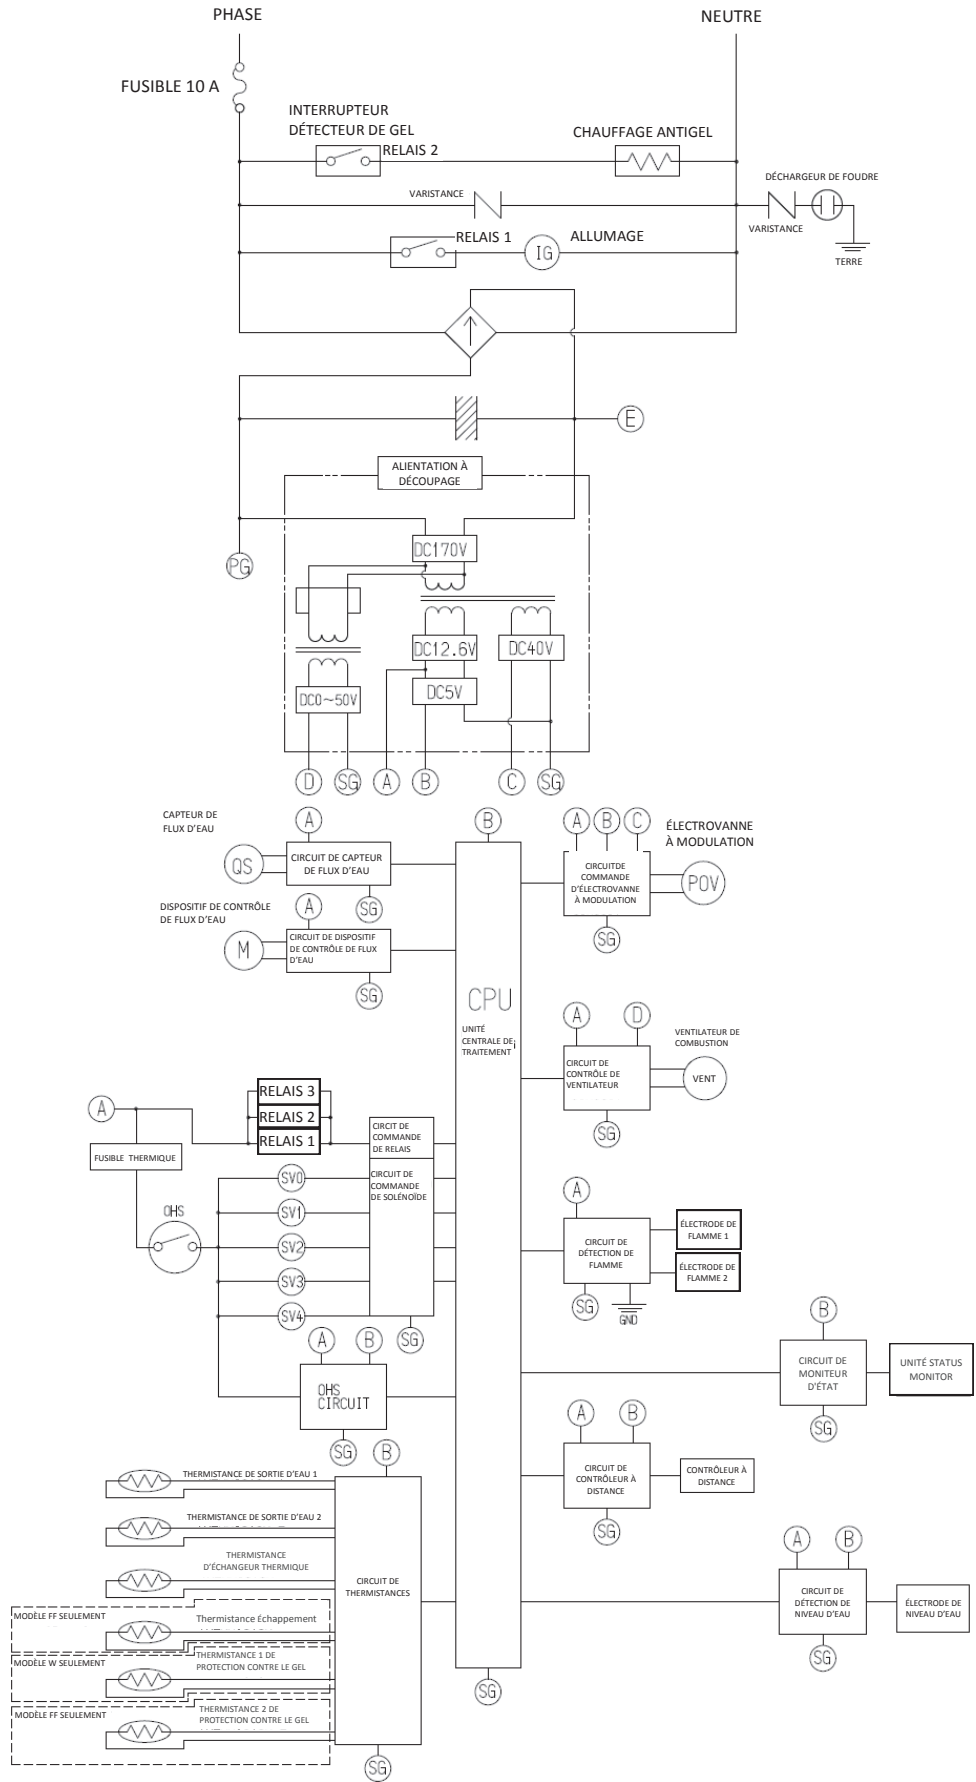 PHASE
NEUTRE
FUSIBLE 10 A
INTERRUPTEUR
DÉTECTEUR DE GEL
RELAIS 2
CHAUFFAGE ANTIGEL
VARISTANCE
DÉCHARGEUR DE FOUDRE
VARISTANCE
TERRE
RELAIS 1
IG
ALLUMAGE
E
ALIENTATION À
DÉCOUPAGE
PG
DC170V
DC12.6V
DC40V
DC5V
DC0~50V
D
SG
A
B
C
SG
CAPTEUR DE
FLUX D'EAU
A
QS
CIRCUIT DE CAPTEUR
DE FLUX D'EAU
SG
DISPOSITIF DE CONTRÔLE
DE FLUX D'EAU
A
M
CIRCUIT DE DISPOSITIF
DE CONTRÔLE DE FLUX
D'EAU
SG
B
CPU
UNITÉ
CENTRALE DE
TRAITEMENT
A
B
C
ÉLECTROVANNE
À MODULATION
CIRCUITDE
COMMANDE
D'ÉLECTROVANNE
À MODULATION
POV
SG
A
D
VENTILATEUR DE
COMBUSTION
CIRCUIT DE
CONTRÔLE DE
VENTILATEUR
VENT
SG
A
RELAIS 3
RELAIS 2
RELAIS 1
CIRCIT DE
COMMANDE
DE RELAIS
FUSIBLE THERMIQUE
CIRCUIT DE
COMMANDE
DE SOLÉNOÏDE
OHS
SV0
SV1
SV2
SV3
SV4
SG
A
CIRCUIT DE
DÉTECTION DE
FLAMME
ÉLECTRODE DE
FLAMME 1
ÉLECTRODE DE
FLAMME 2
SG
GND
A
B
OHS
CIRCUIT
SG
B
CIRCUIT DE
MONITEUR
D'ÉTAT
UNITÉ STATUS
MONITOR
SG
A
B
CIRCUIT DE
CONTRÔLEUR À
DISTANCE
CONTRÔLEUR À
DISTANCE
SG
B
THERMISTANCE DE SORTIE D'EAU 1
THERMISTANCE DE SORTIE D'EAU 2
THERMISTANCE
D'ÉCHANGEUR THERMIQUE
CIRCUIT DE
THERMISTANCES
MODÈLE FF SEULEMENT
Thermistance Échappement
MODÈLE W SEULEMENT
THERMISTANCE 1 DE
PROTECTION CONTRE LE GEL
MODÈLE FF SEULEMENT
THERMISTANCE 2 DE
PROTECTION CONTRE LE GEL
SG
SG
A
B
CIRCUIT DE
DÉTECTION DE
NIVEAU D'EAU
ÉLECTRODE DE
NIVEAU D'EAU
SG